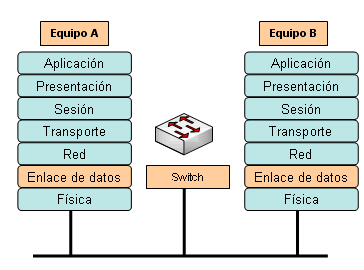 Equipo A
Aplicación
Presentación
Sesión
Transporte
Red
Enlace de datos
Física
Switch
Equipo B
Aplicación
Presentación
Sesión
Transporte
Red
Enlace de datos
Física